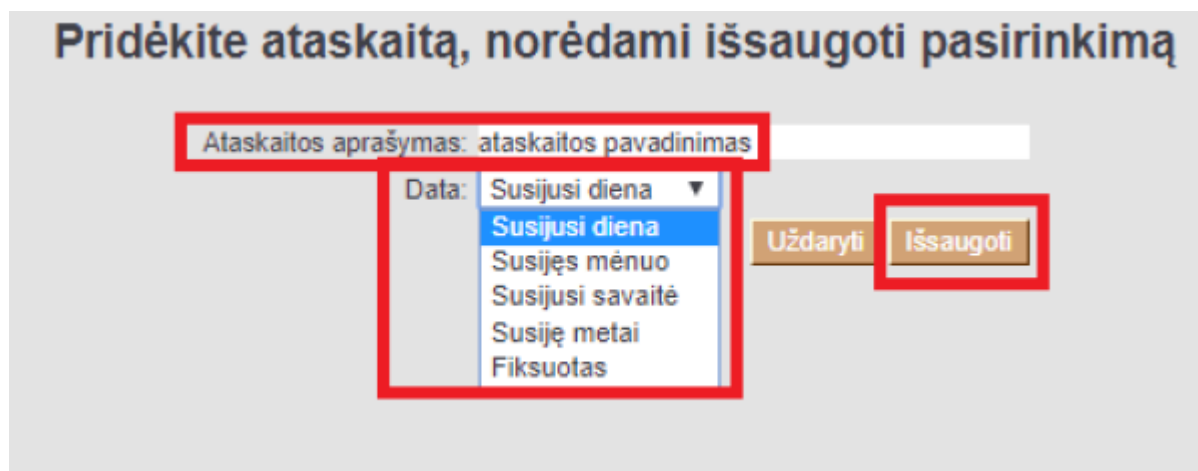 Pridėkite ataskaitą, norėdami išsaugoti pasirinkimą
Ataskaitos aprašymas: ataskaitos pavadinimas
Data: Susijusi diena ▼
Susijusi diena
Uždaryti Išsaugoti
Susijęs mėnuo
Susijusi savaitė
Susiję metai
Fiksuotas